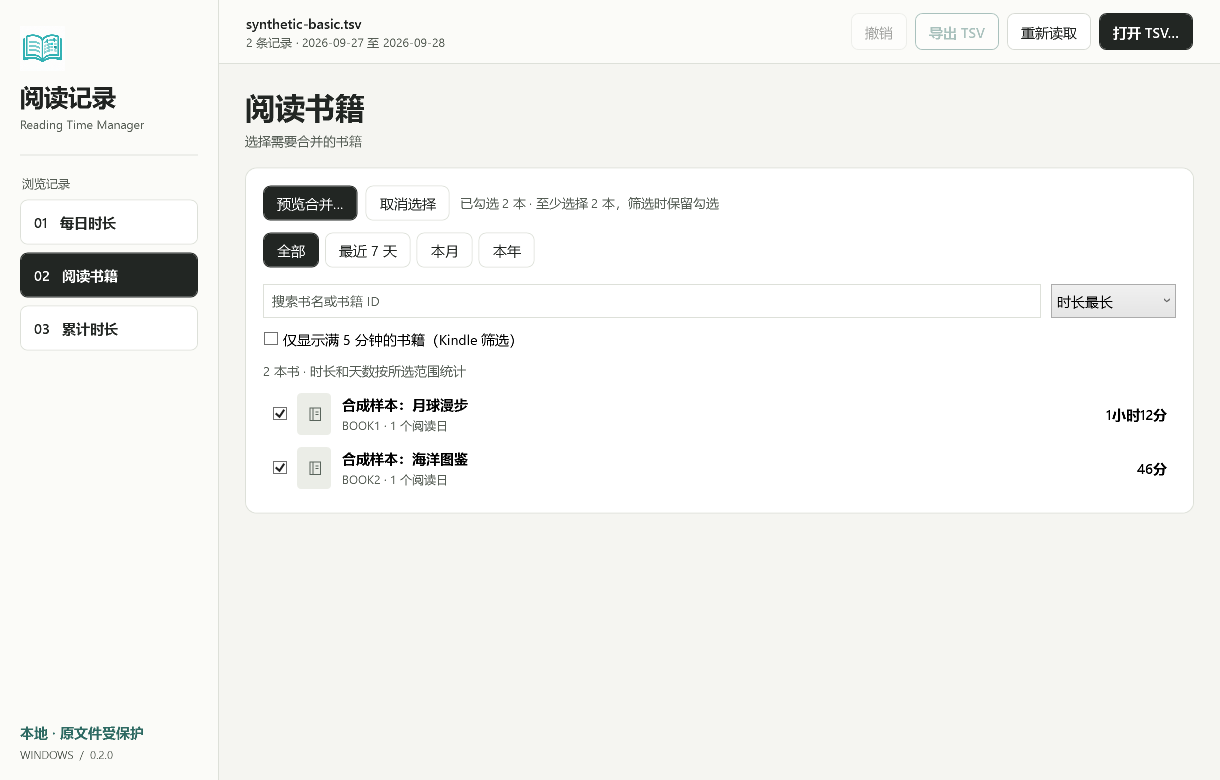 阅读记录
Reading Time Manager
浏览记录
01 每日时长
02 阅读书籍
03 累计时长
本地 · 原文件受保护
WINDOWS / 0.2.0
synthetic-basic.tsv
2 条记录 · 2026-09-27 至 2026-09-28
撤销
导出 TSV
重新读取
打开 TSV...
阅读书籍
选择需要合并的书籍
预览合并...
取消选择
已勾选 2 本 · 至少选择 2 本，筛选时保留勾选
全部
最近 7 天
本月
本年
搜索书名或书籍 ID
时长最长
仅显示满 5 分钟的书籍（Kindle 筛选）
2 本书 · 时长和天数按所选范围统计
合成样本：月球漫步
BOOK1 · 1 个阅读日
1小时12分
合成样本：海洋图鉴
BOOK2 · 1 个阅读日
46分